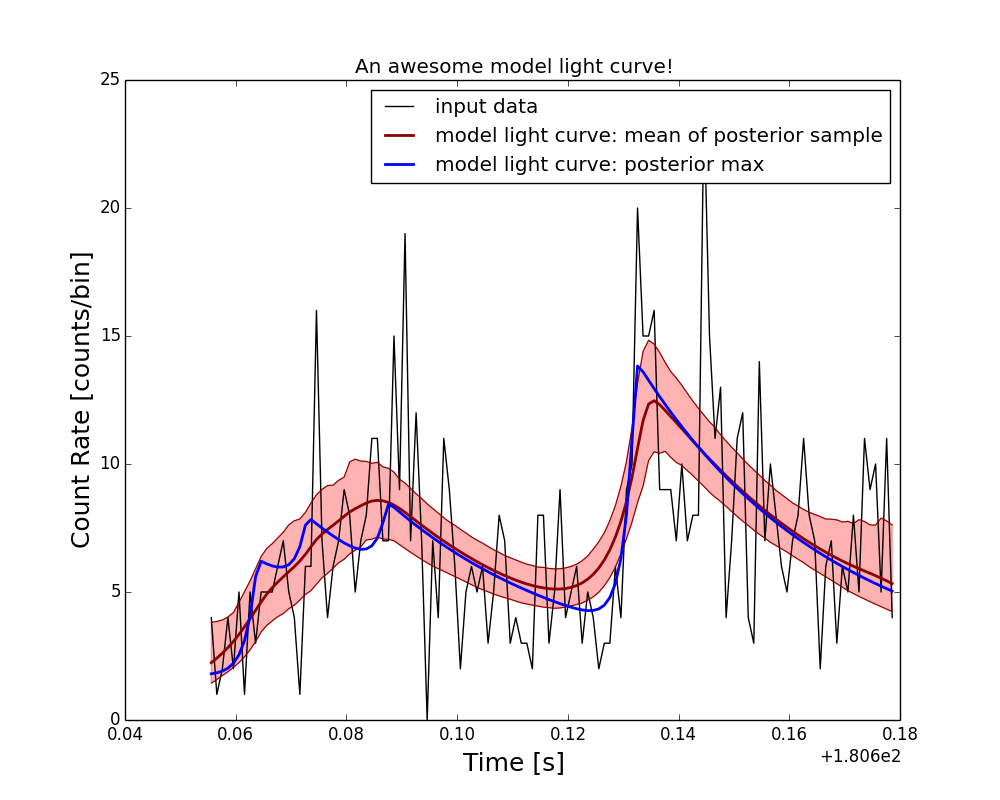 An awesome model light curve!
input data
model light curve: mean of posterior sample
model light curve: posterior max
Count Rate [counts/bin]
25
20
15
10
5
0
0.04 0.06 0.08 0.10 0.12 0.14 0.16 0.18
+1.806e2
Time [s]